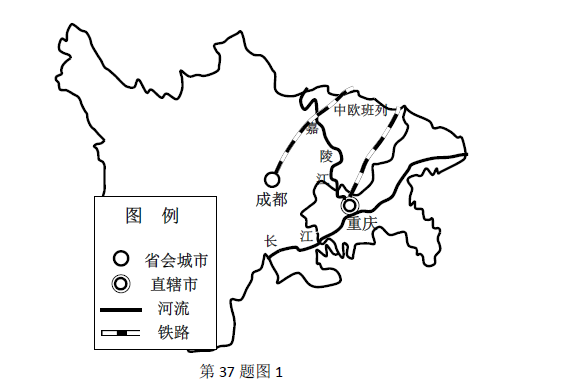 中欧班列
嘉
陵
江
成都
重庆
长 江
图 例
省会城市
直辖市
河流
铁路
第 37 题图 1